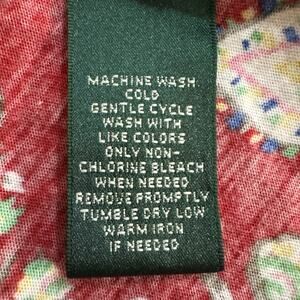 MACHINE WASH
COLD
GENTLE CYCLE
WASH WITH
LIKE COLORS
ONLY NON-
CHLORINE BLEACH
WHEN NEEDED
REMOVE PROMPTLY
TUMBLE DRY LOW
WARM IRON
IF NEEDED